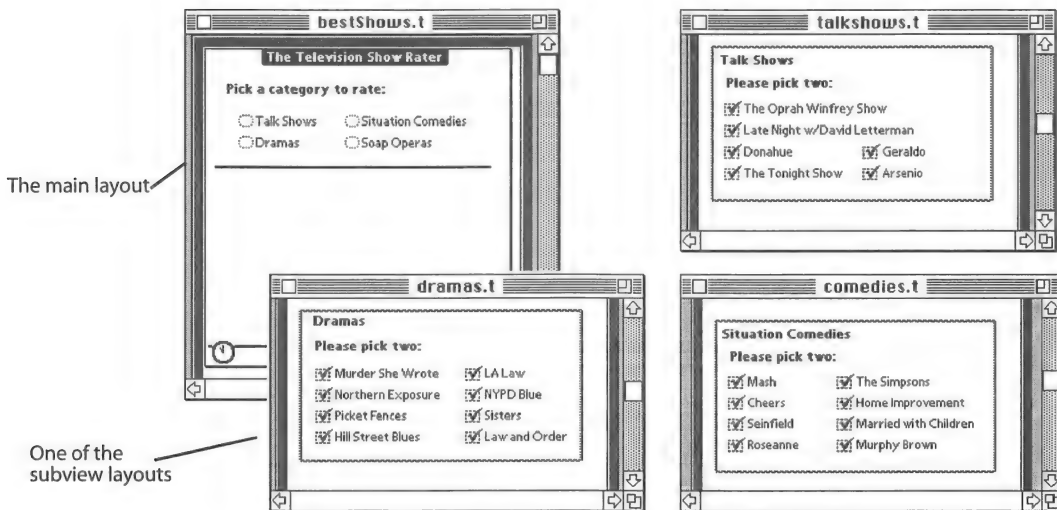 bestShows.t
The Television Show Rater
Pick a category to rate:
Talk Shows Situation Comedies
Dramas Soap Operas
The main layout
talkshows.t
Talk Shows
Please pick two:
The Oprah Winfrey Show
Late Night w/David Letterman
Donahue Geraldo
The Tonight Show Arsenio
dramas.t
Dramas
Please pick two:
Murder She Wrote LA Law
Northern Exposure NYPD Blue
Picket Fences Sisters
Hill Street Blues Law and Order
One of the
subview layouts
comedies.t
Situation Comedies
Please pick two:
Mash The Simpsons
Cheers Home Improvement
Seinfield Married with Children
Roseanne Murphy Brown